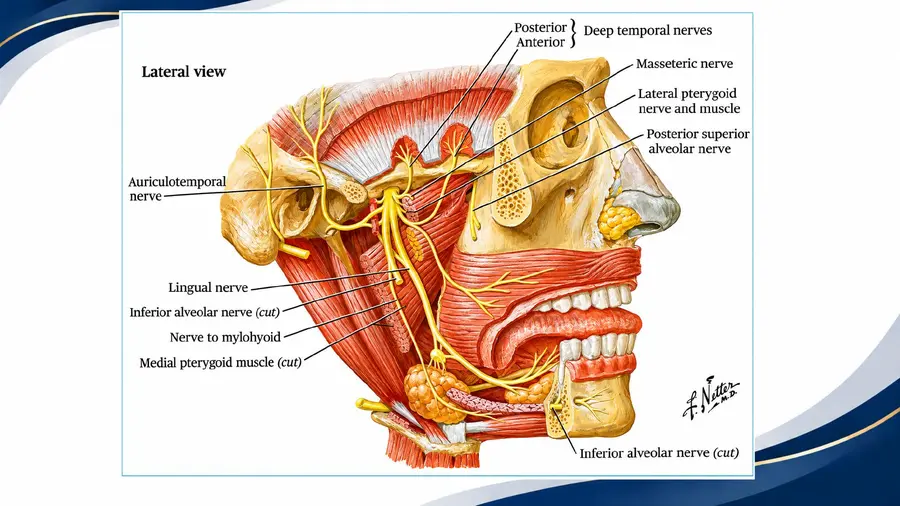 Lateral view
Posterior
Anterior
Deep temporal nerves
Masseteric nerve
Lateral pterygoid
nerve and muscle
Posterior superior
alveolar nerve
Auriculotemporal
nerve
Lingual nerve
Inferior alveolar nerve (cut)
Nerve to mylohyoid
Medial pterygoid muscle (cut)
Inferior alveolar nerve (cut)
F. Netter
M.D.